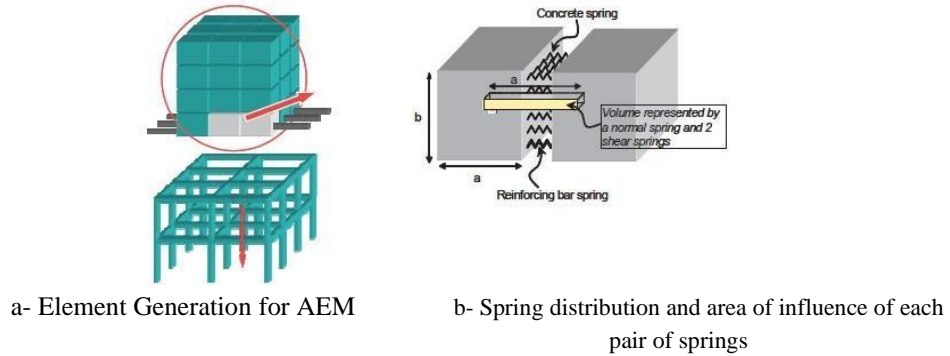 Concrete spring
a
b
Volume represented by
a normal spring and 2
shear springs
a
Reinforcing bar spring
a- Element Generation for AEM
b- Spring distribution and area of influence of each
pair of springs